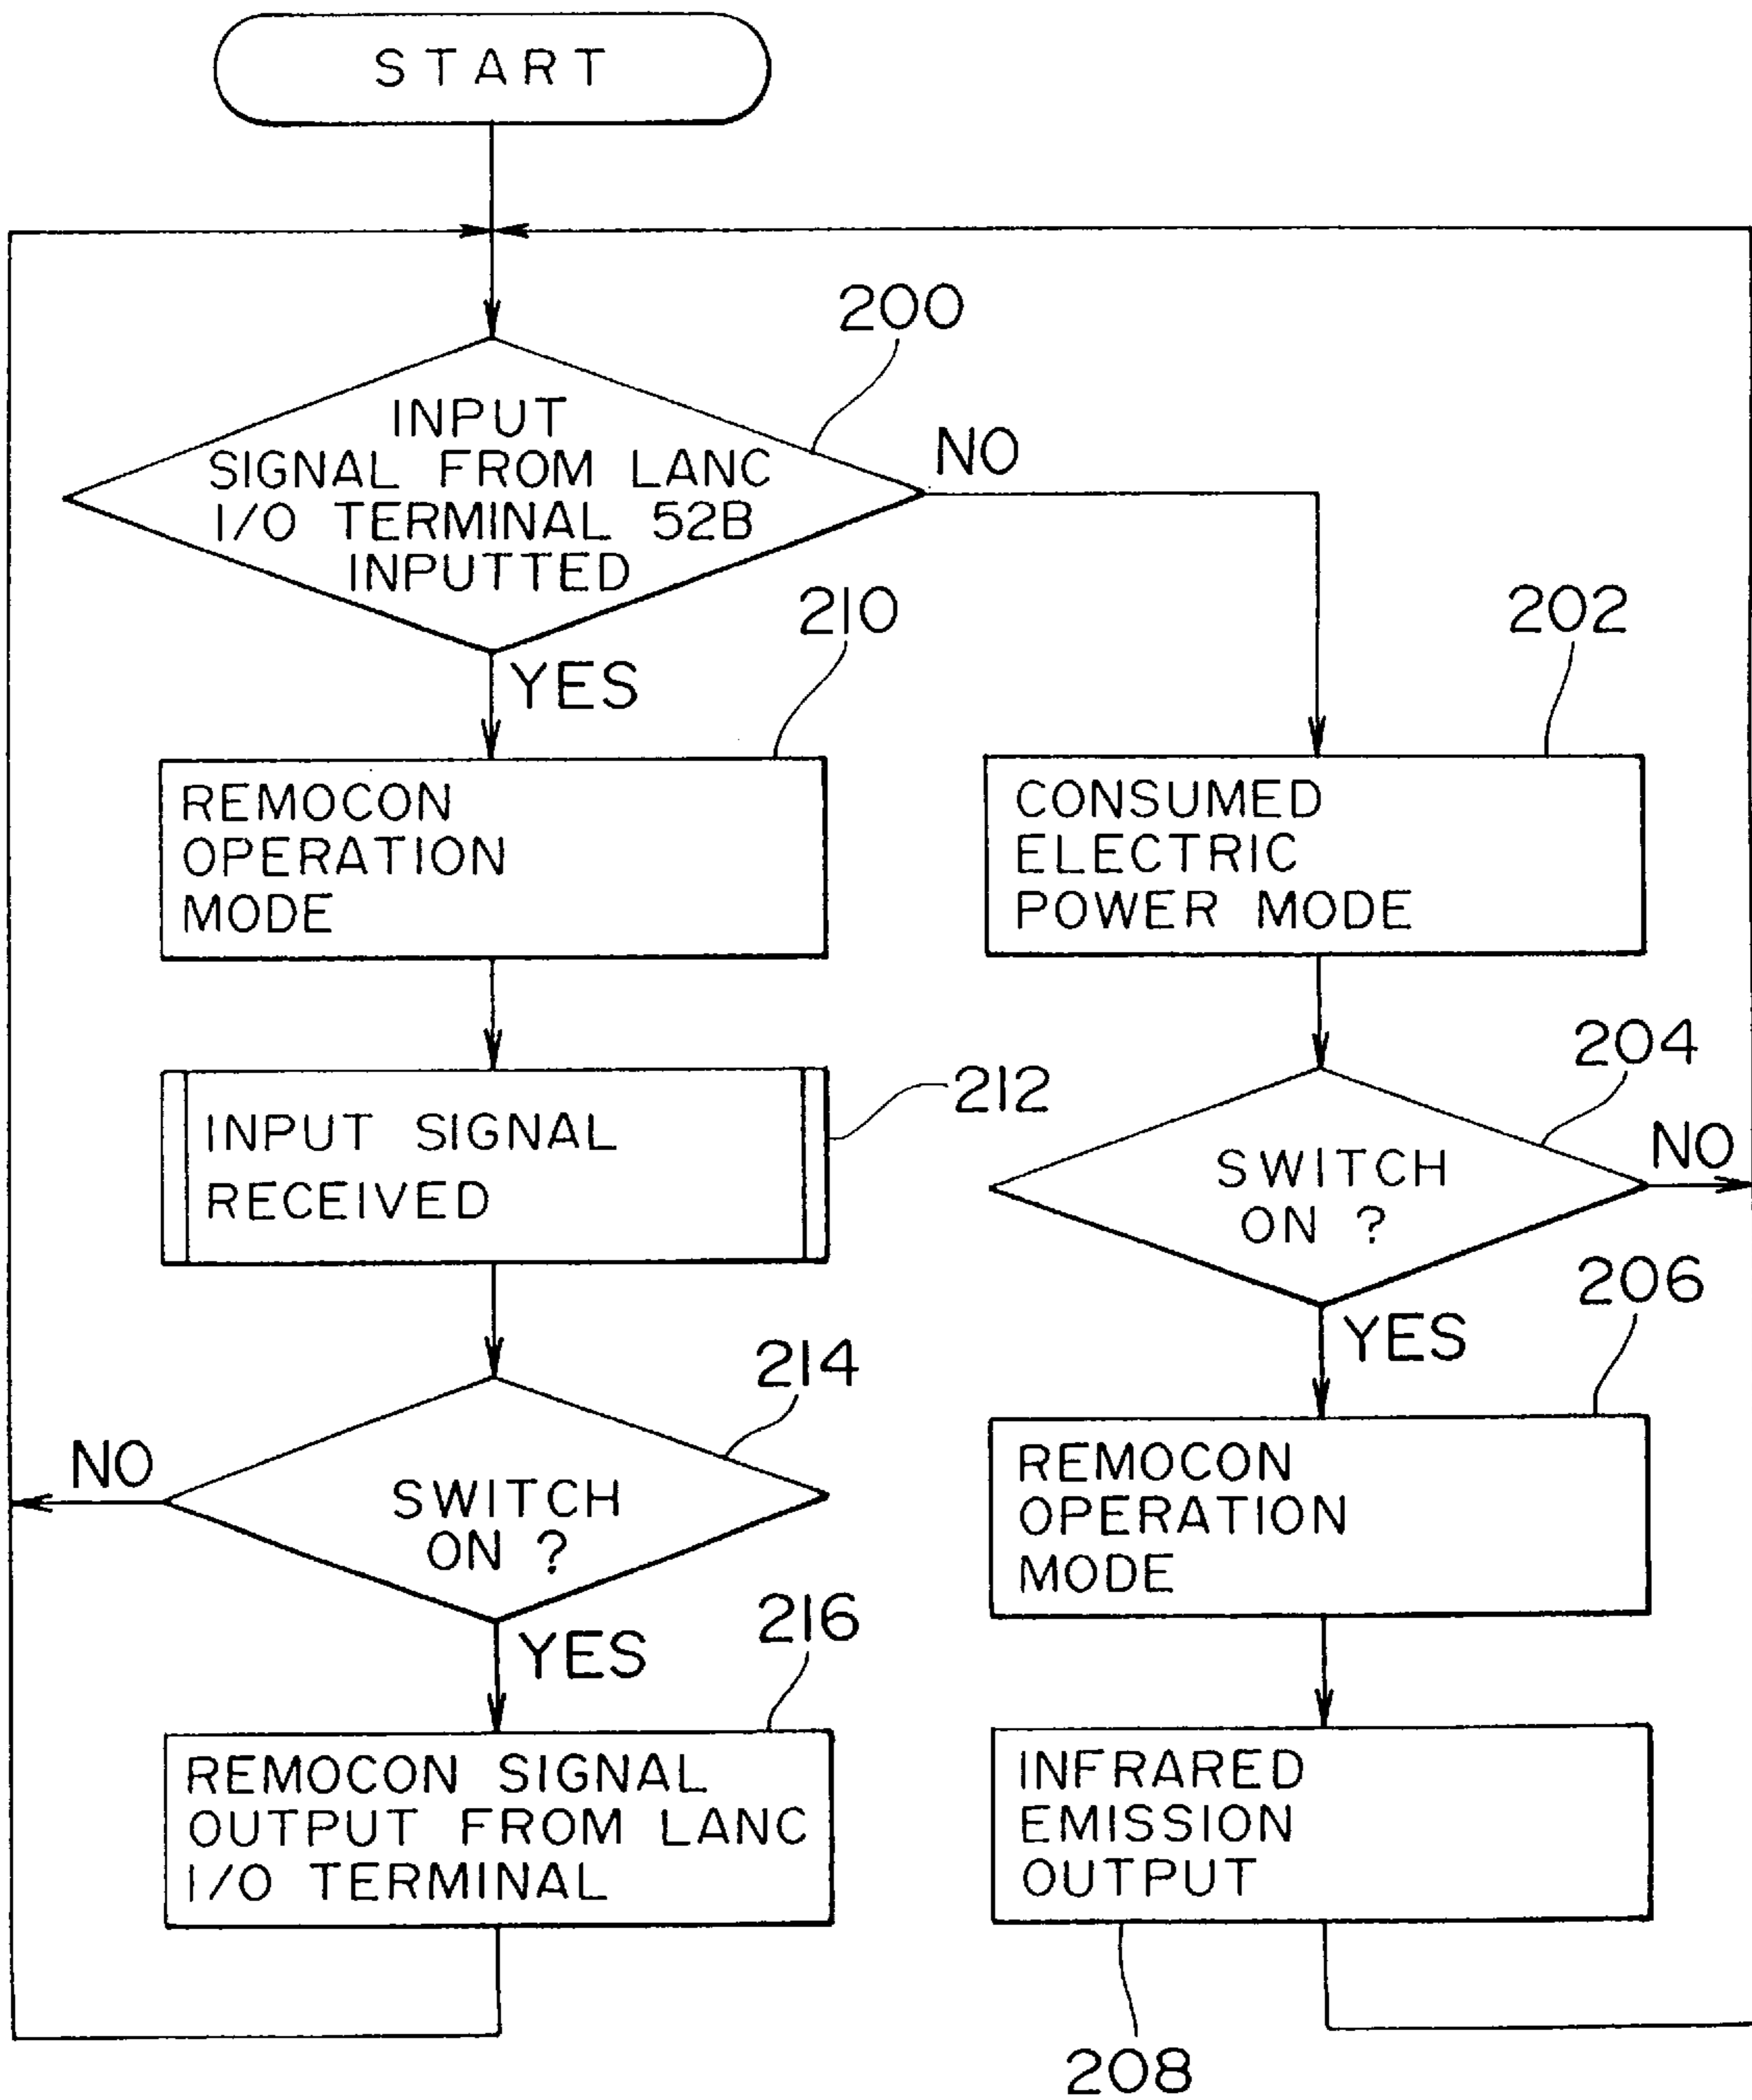 START
200
INPUT
SIGNAL FROM LANC
I/O TERMINAL 52B
INPUTTED
NO
YES
210
202
REMOCON
OPERATION
MODE
CONSUMED
ELECTRIC
POWER MODE
212
INPUT SIGNAL
RECEIVED
204
SWITCH
ON ?
NO
YES
206
214
SWITCH
ON ?
NO
YES
REMOCON
OPERATION
MODE
216
REMOCON SIGNAL
OUTPUT FROM LANC
I/O TERMINAL
INFRARED
EMISSION
OUTPUT
208